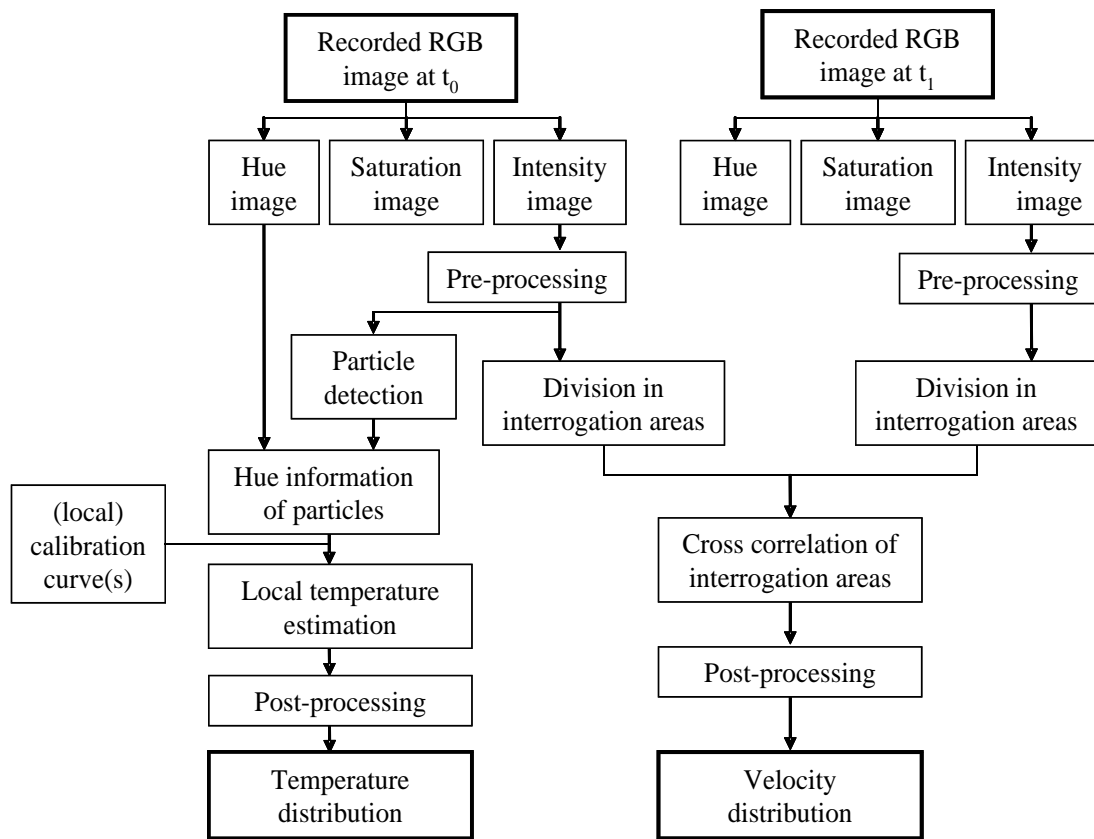 Recorded RGB
image at t0
Recorded RGB
image at t1
Hue
image
Saturation
image
Intensity
image
Hue
image
Saturation
image
Intensity
image
Pre-processing
Pre-processing
Particle
detection
Division in
interrogation areas
Division in
interrogation areas
Hue information
of particles
(local)
calibration
curve(s)
Cross correlation of
interrogation areas
Local temperature
estimation
Post-processing
Post-processing
Temperature
distribution
Velocity
distribution